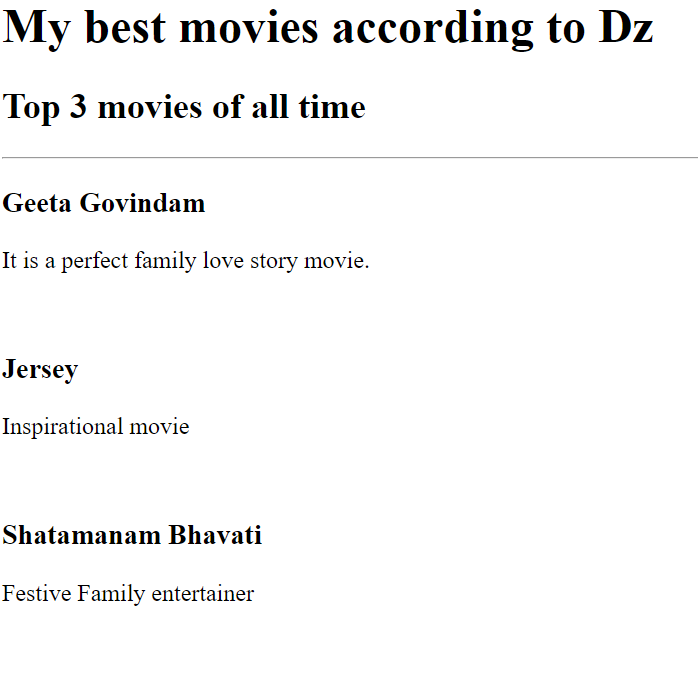 My best movies according to Dz
Top 3 movies of all time
Geeta Govindam
It is a perfect family love story movie.
Jersey
Inspirational movie
Shatamanam Bhavati
Festive Family entertainer